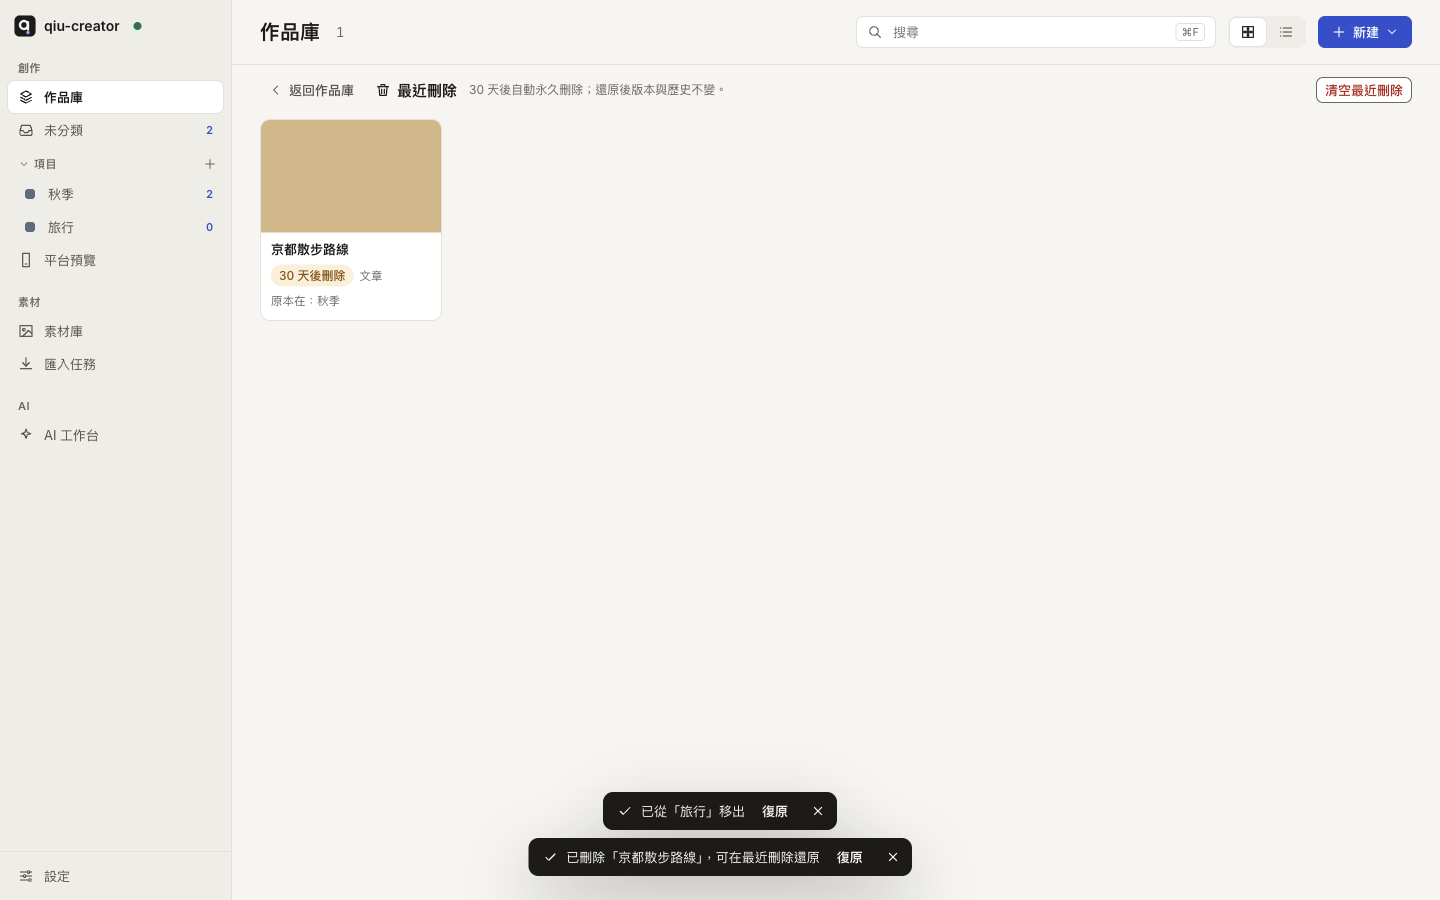 qiu-creator
創作
作品庫
未分類 2
項目
秋季 2
旅行 0
平台預覽
素材
素材庫
匯入任務
AI
AI 工作台
設定
作品庫 1
搜尋 ⌘F
新建
返回作品庫 最近刪除 30 天後自動永久刪除；還原後版本與歷史不變。
清空最近刪除
京都散步路線
30 天後刪除 文章
原本在：秋季
已從「旅行」移出 復原
已刪除「京都散步路線」，可在最近刪除還原 復原